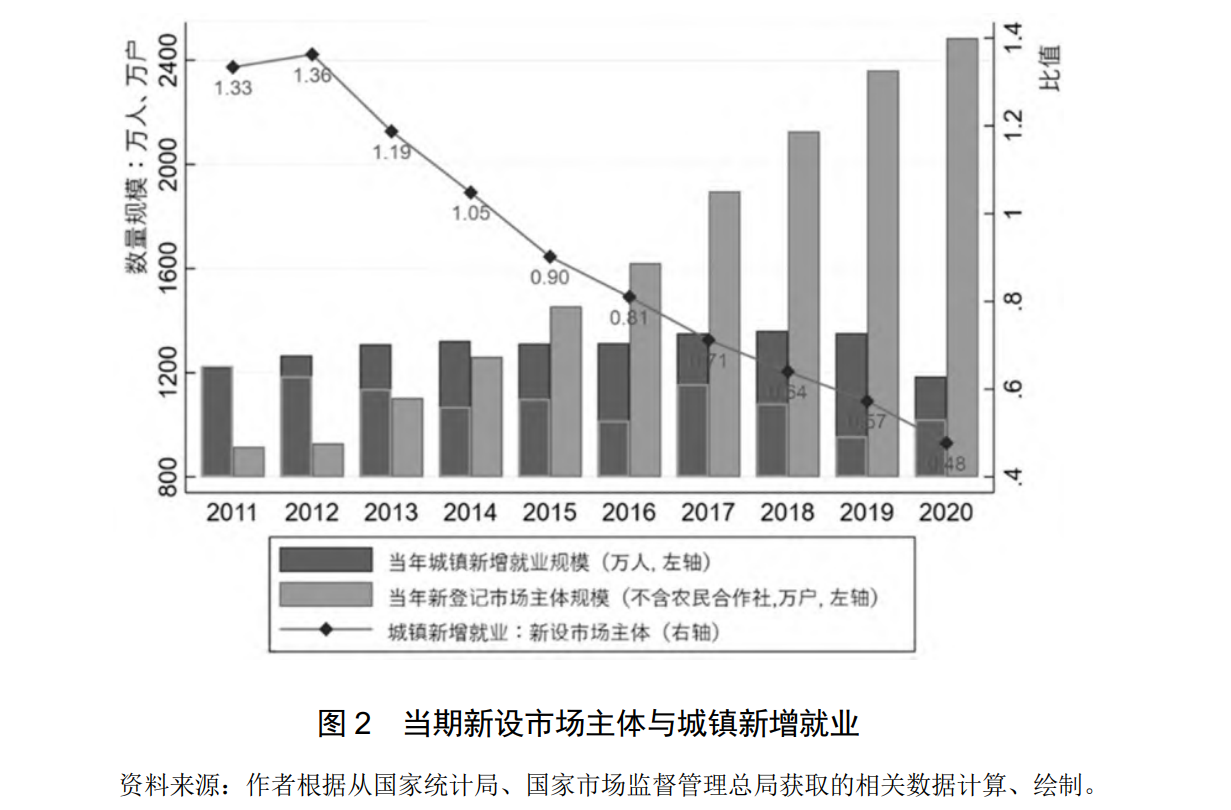 数量规模：万人、万户
2400
2000
1600
1200
800
比值
1.4
1.2
1
.8
.6
.4
1.33
1.36
1.19
1.05
0.90
0.81
0.71
0.64
0.57
0.48
2011 2012 2013 2014 2015 2016 2017 2018 2019 2020
当年城镇新增就业规模（万人, 左轴）
当年新登记市场主体规模（不含农民合作社,万户, 左轴）
城镇新增就业：新设市场主体（右轴）
图 2 当期新设市场主体与城镇新增就业
资料来源：作者根据从国家统计局、国家市场监督管理总局获取的相关数据计算、绘制。